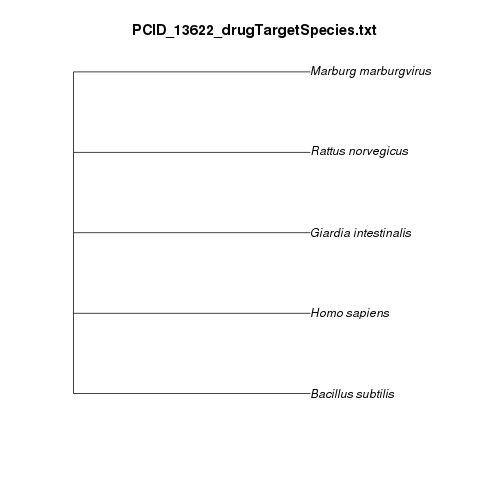 PCID_13622_drugTargetSpecies.txt
Marburg marburgvirus
Rattus norvegicus
Giardia intestinalis
Homo sapiens
Bacillus subtilis